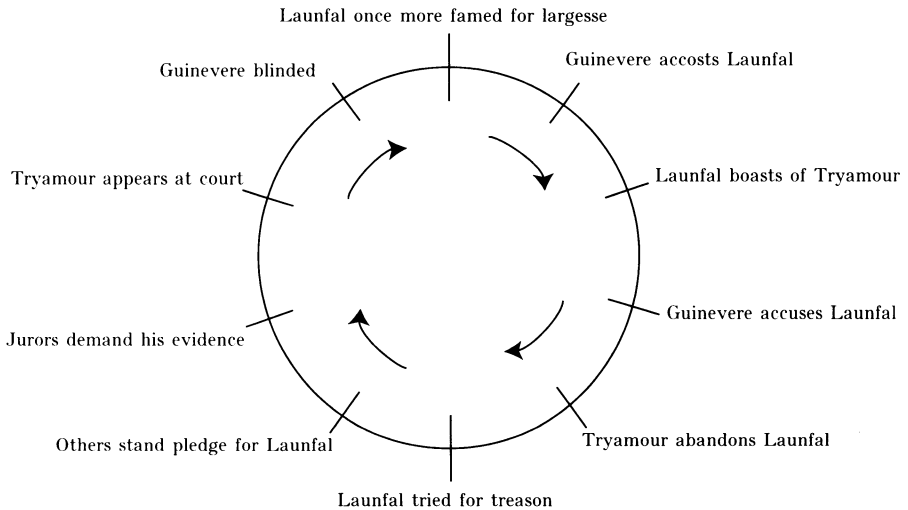 Launfal once more famed for largesse
Guinevere accosts Launfal
Launfal boasts of Tryamour
Guinevere accuses Launfal
Tryamour abandons Launfal
Launfal tried for treason
Others stand pledge for Launfal
Jurors demand his evidence
Tryamour appears at court
Guinevere blinded